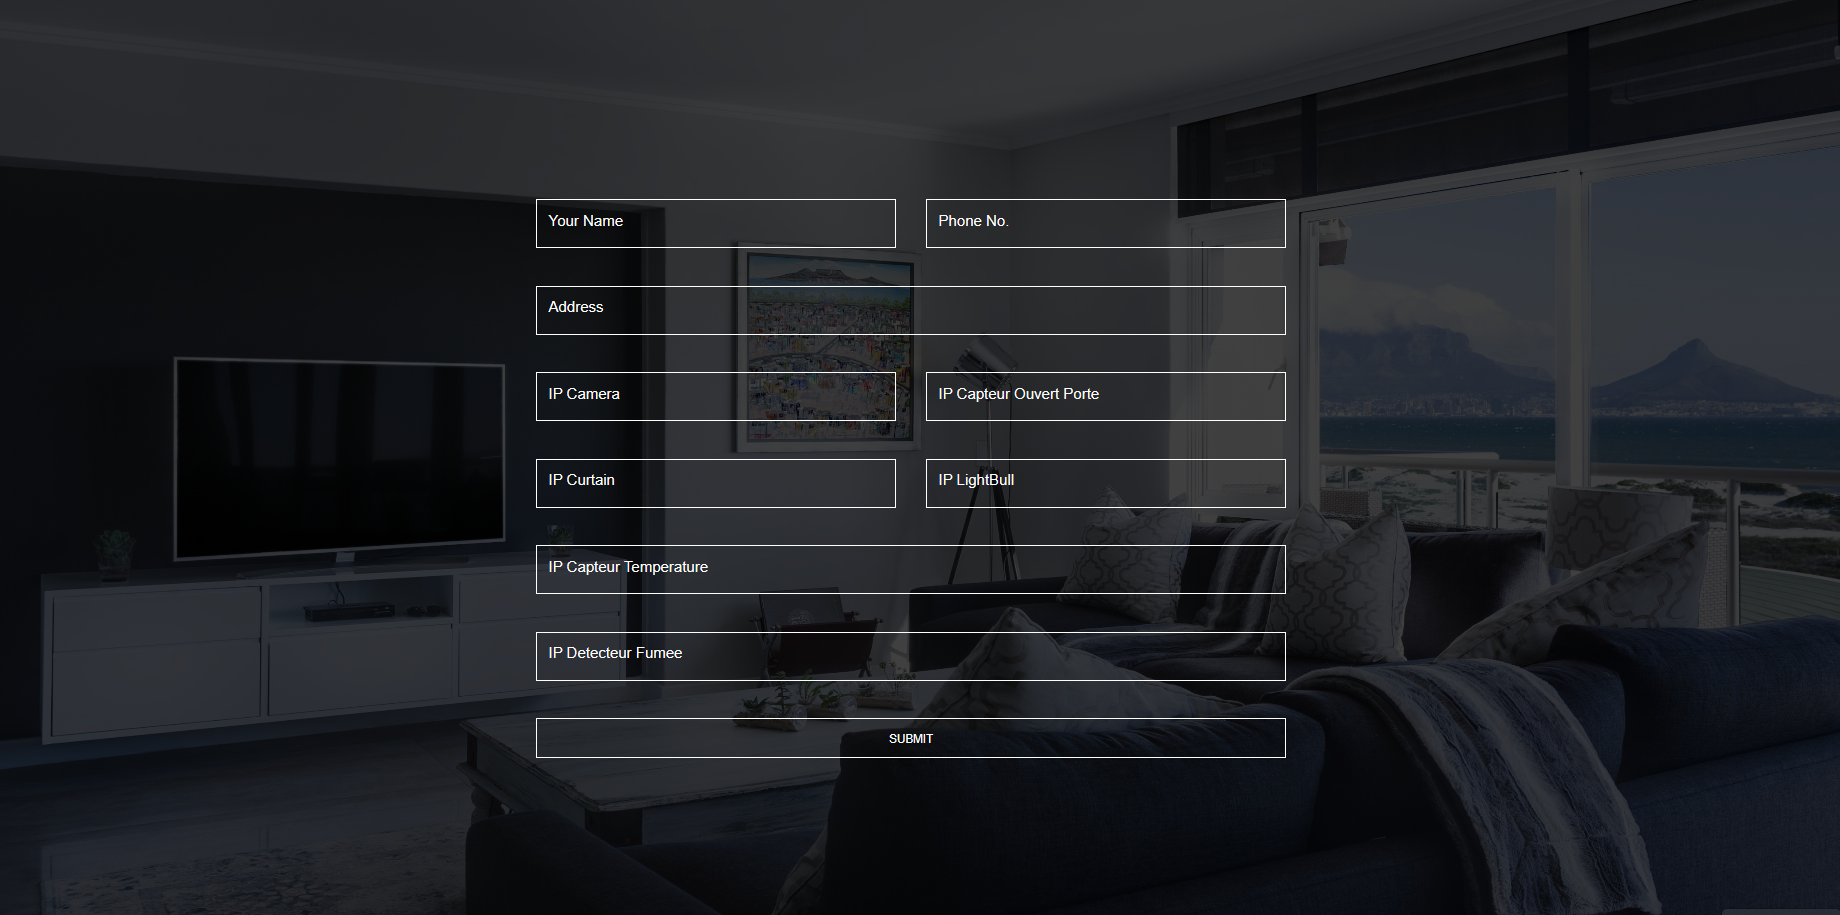 Your Name
Phone No.
Address
IP Camera
IP Capteur Ouvert Porte
IP Curtain
IP LightBull
IP Capteur Temperature
IP Detecteur Fumee
SUBMIT